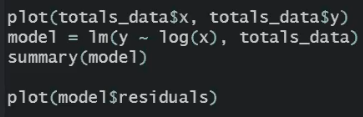 plot(totals_data$x, totals_data$y)
model = lm(y ~ log(x), totals_data)
summary(model)
plot(model$residuals)